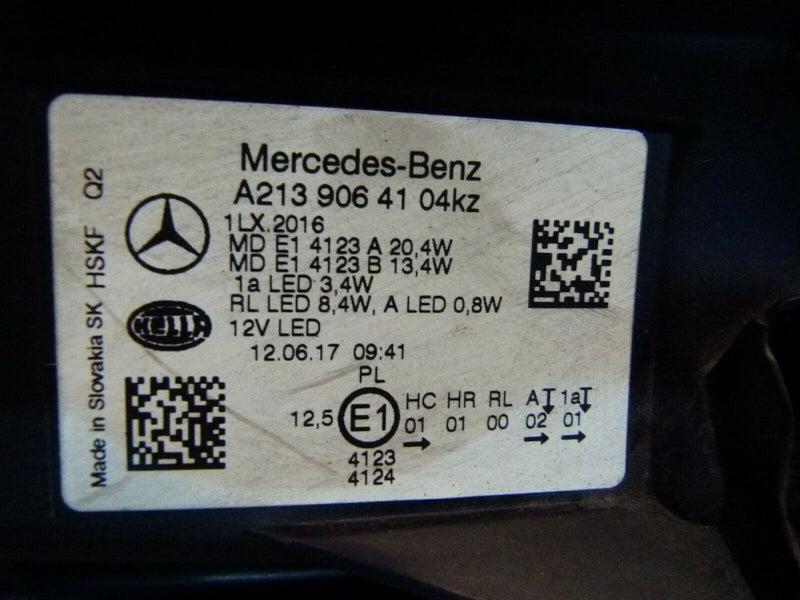 Mercedes-Benz
A213 906 41 04kz
1LX.2016
MD E1 4123 A 20,4W
MD E1 4123 B 13,4W
1a LED 3,4W
RL LED 8,4W, A LED 0,8W
12V LED
12.06.17 09:41
PL
12,5 E1 HC HR RL A 1a
01 01 00 02 01
4123
4124
HELLA
Made in Slovakia SK HSKF Q2